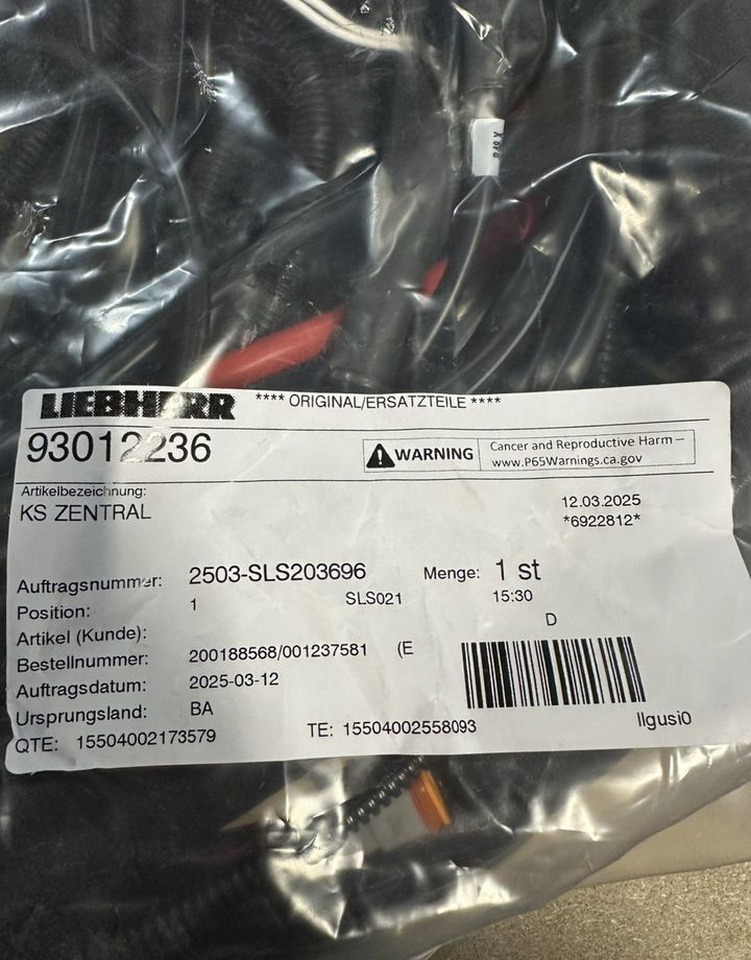 LIEBHERR **** ORIGINAL/ERSATZTEILE ****
93012236
WARNING
Cancer and Reproductive Harm –
www.P65Warnings.ca.gov
Artikelbezeichnung:
KS ZENTRAL
12.03.2025
*6922812*
Auftragsnummer: 2503-SLS203696 Menge: 1 st
Position: 1 SLS021 15:30
D
Artikel (Kunde):
Bestellnummer: 200188568/001237581 (E
Auftragsdatum: 2025-03-12
Ursprungsland: BA
QTE: 15504002173579 TE: 15504002558093 Ilgusi0